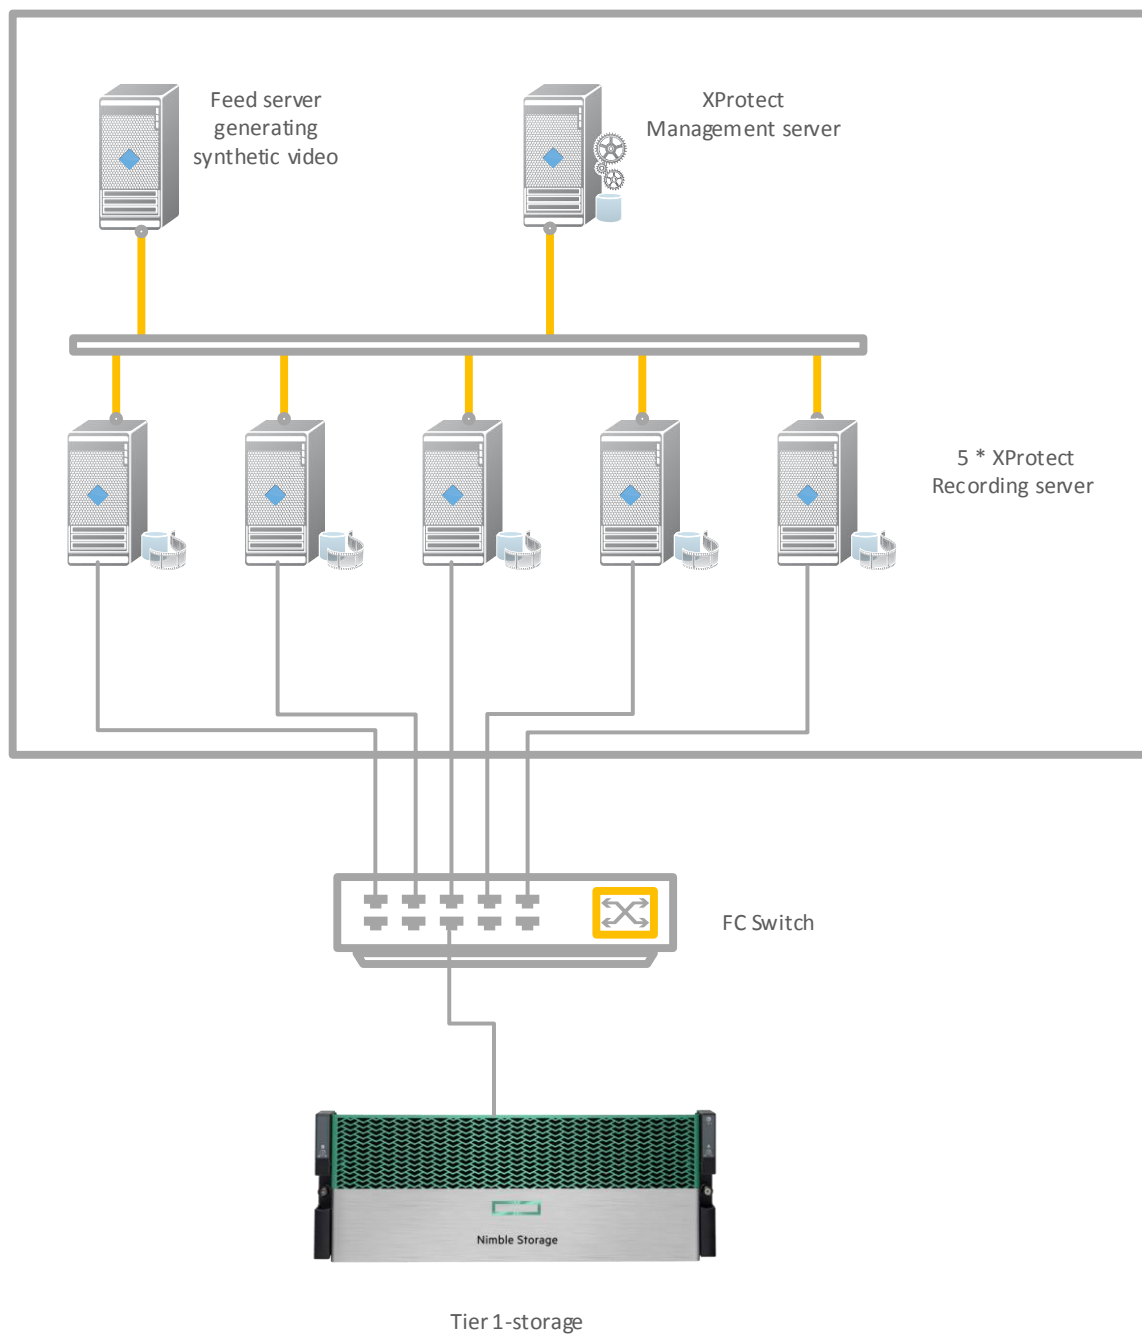 Feed server
generating
synthetic video
XProtect
Management server
5 * XProtect
Recording server
FC Switch
Nimble Storage
Tier 1-storage